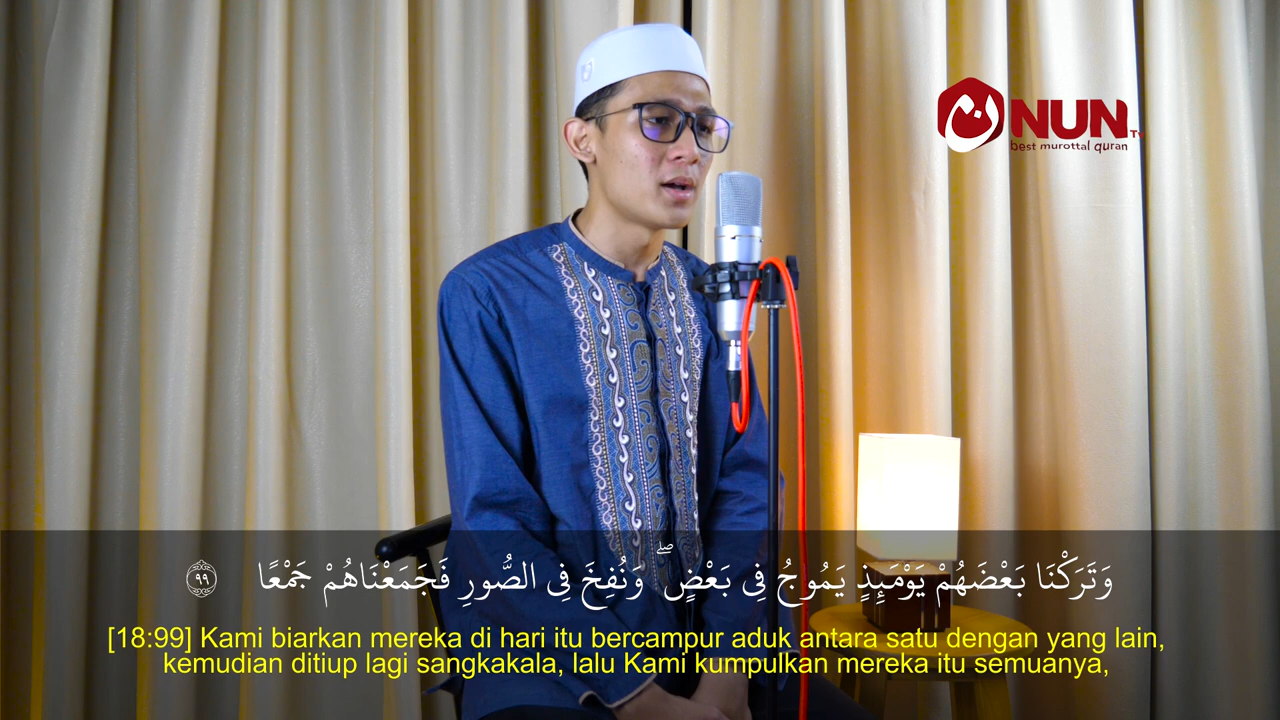 NUN TV
best murottal quran
وَتَرَكْنَا بَعْضَهُمْ يَوْمَئِذٍ يَمُوجُ فِي بَعْضٍ ۖ وَنُفِخَ فِي الصُّورِ فَجَمَعْنَاهُمْ جَمْعًا ﴿٩٩﴾
[18:99] Kami biarkan mereka di hari itu bercampur aduk antara satu dengan yang lain,
kemudian ditiup lagi sangkakala, lalu Kami kumpulkan mereka itu semuanya,